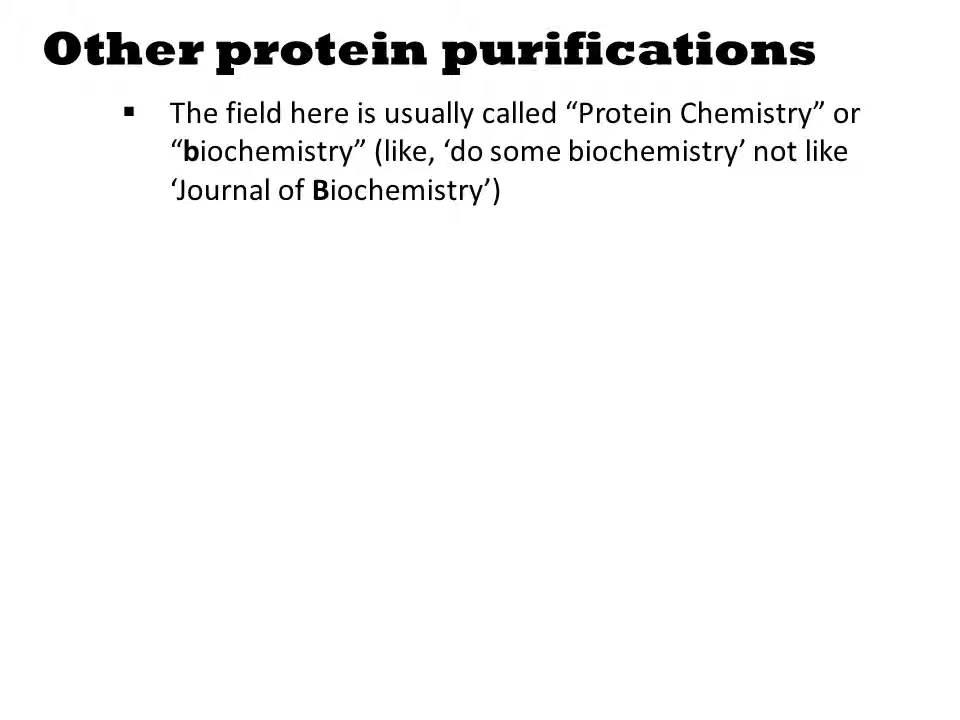 Other protein purifications
▪ The field here is usually called “Protein Chemistry” or
“biochemistry” (like, ‘do some biochemistry’ not like
‘Journal of Biochemistry’)